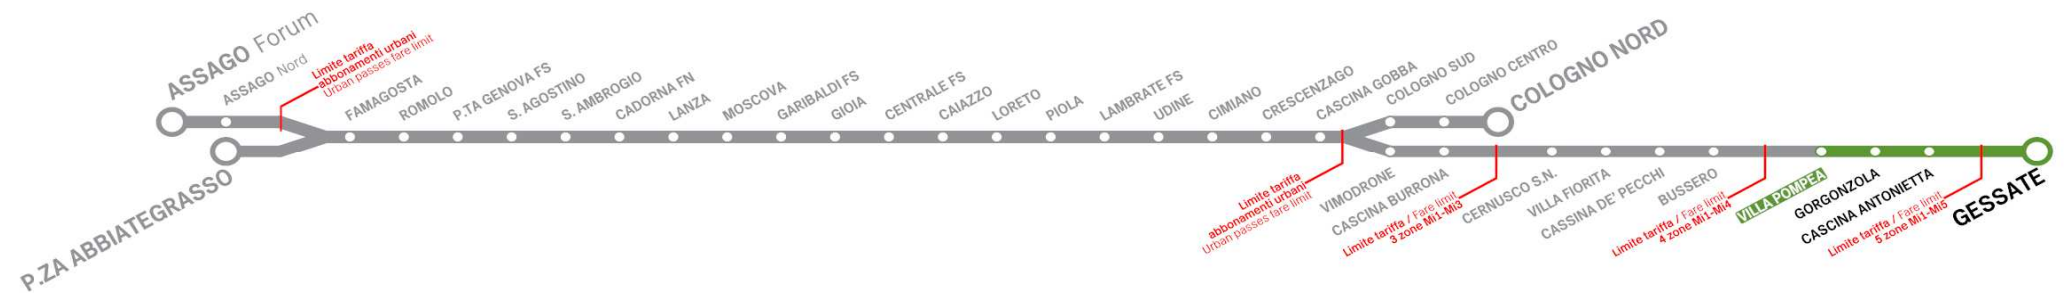 ASSAGO Forum
ASSAGO Nord
Limite tariffa
abbonamenti urbani
Urban passes fare limit
P.ZA ABBIATEGRASSO
FAMAGOSTA
ROMOLO
P.TA GENOVA FS
S. AGOSTINO
S. AMBROGIO
CADORNA FN
LANZA
MOSCOVA
GARIBALDI FS
GIOIA
CENTRALE FS
CAIAZZO
LORETO
PIOLA
LAMBRATE FS
UDINE
CIMIANO
CRESCENZAGO
CASCINA GOBBA
COLOGNO SUD
COLOGNO CENTRO
COLOGNO NORD
Limite tariffa
abbonamenti urbani
Urban passes fare limit
VIMODRONE
CASCINA BURRONA
Limite tariffa / Fare limit
3 zone Mi1-Mi3
CERNUSCO S.N.
VILLA FIORITA
CASSINA DE' PECCHI
BUSSERO
Limite tariffa / Fare limit
4 zone Mi1-Mi4
VILLA POMPEA
GORGONZOLA
CASCINA ANTONIETTA
Limite tariffa / Fare limit
5 zone Mi1-Mi5
GESSATE